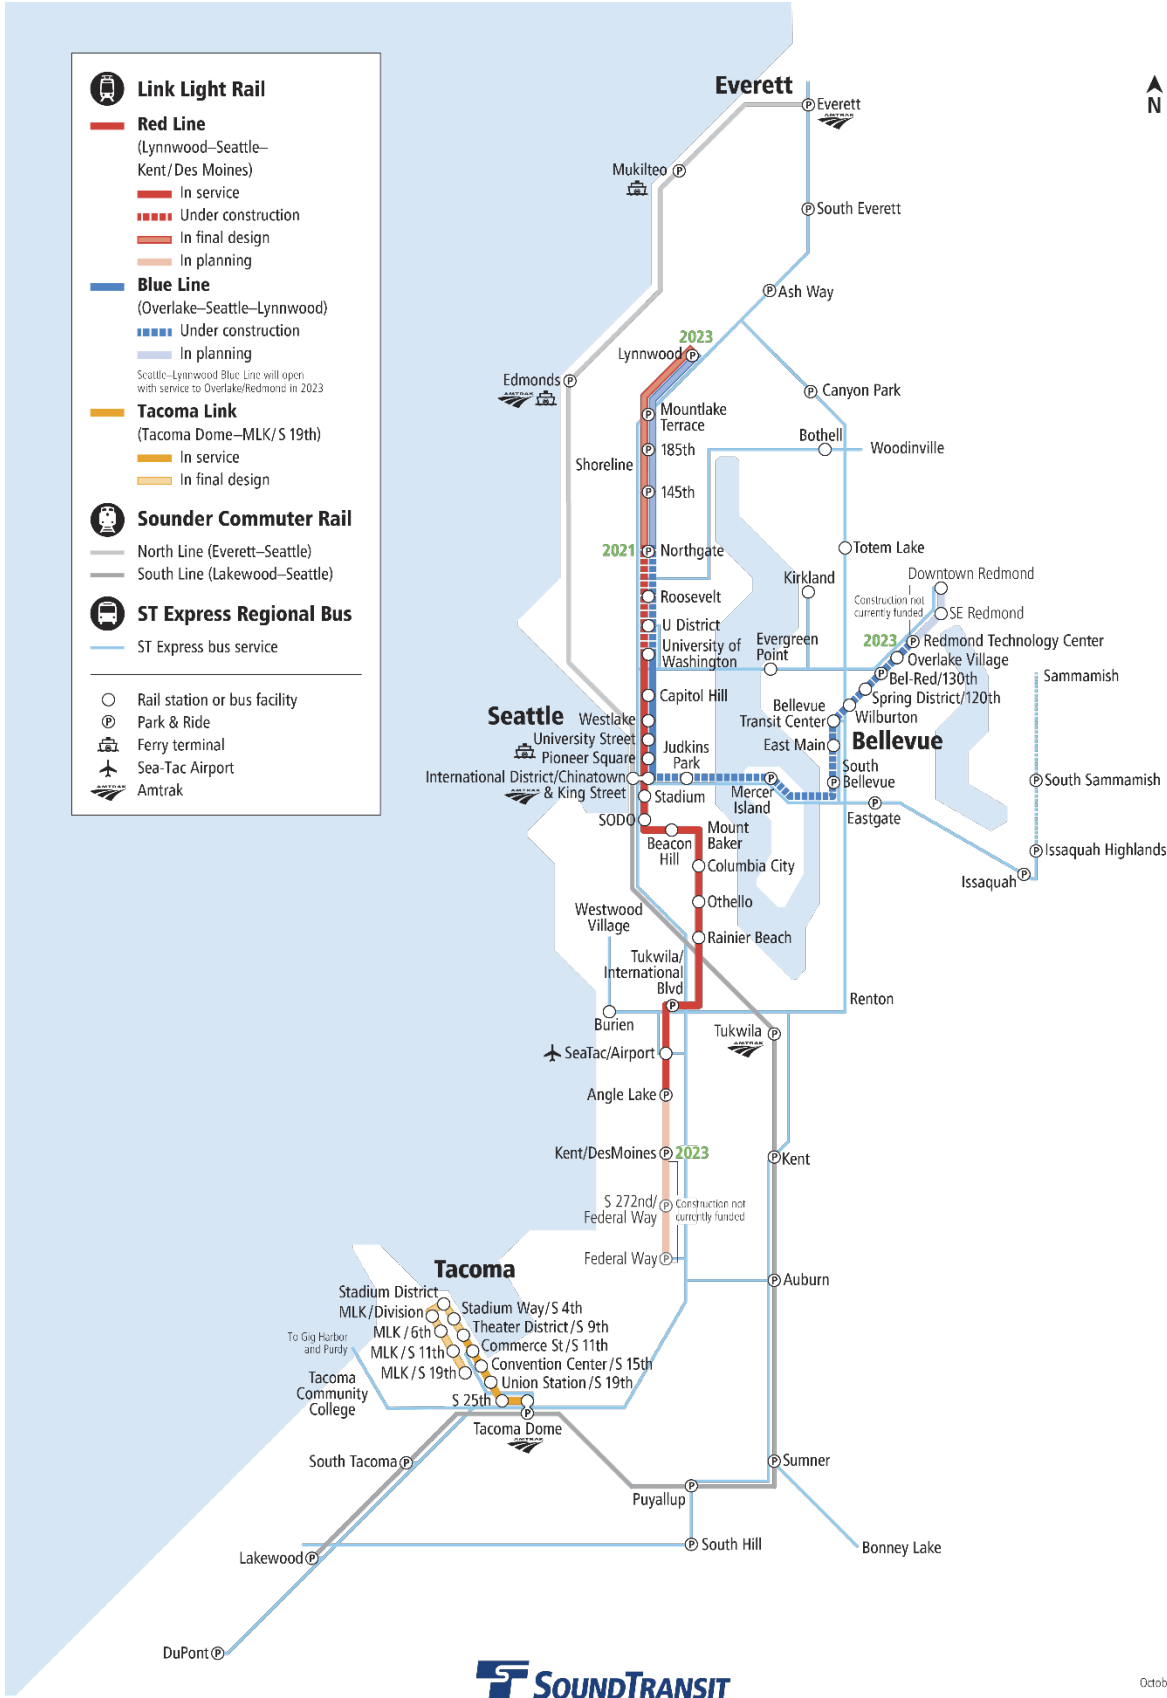 Link Light Rail
Red Line
(Lynnwood–Seattle–
Kent/Des Moines)
In service
Under construction
In final design
In planning
Blue Line
(Overlake–Seattle–Lynnwood)
Under construction
In planning
Seattle–Lynnwood Blue Line will open
with service to Overlake/Redmond in 2023
Tacoma Link
(Tacoma Dome–MLK/S 19th)
In service
In final design
Sounder Commuter Rail
North Line (Everett–Seattle)
South Line (Lakewood–Seattle)
ST Express Regional Bus
ST Express bus service
Rail station or bus facility
P Park & Ride
Ferry terminal
Sea-Tac Airport
AMTRAK Amtrak
N
Everett
Everett
AMTRAK
Mukilteo
South Everett
Ash Way
2023
Lynnwood
Edmonds
AMTRAK
Canyon Park
Mountlake
Terrace
Bothell
Woodinville
185th
Shoreline
145th
2021
Northgate
Totem Lake
Kirkland
Downtown Redmond
Construction not
currently funded
Roosevelt
SE Redmond
U District
2023
Redmond Technology Center
University of
Washington
Evergreen
Point
Overlake Village
Bel-Red/130th
Spring District/120th
Sammamish
Capitol Hill
Bellevue
Transit Center
Wilburton
Seattle
Westlake
University Street
Pioneer Square
Judkins
Park
East Main
Bellevue
International District/Chinatown
& King Street
AMTRAK
Mercer
Island
South
Bellevue
South Sammamish
Stadium
Eastgate
SODO
Beacon
Hill
Mount
Baker
Issaquah Highlands
Columbia City
Issaquah
Othello
Westwood
Village
Rainier Beach
Tukwila/
International
Blvd
Renton
Burien
Tukwila
AMTRAK
SeaTac/Airport
Angle Lake
Kent/DesMoines
2023
Kent
S 272nd/
Federal Way
Construction not
currently funded
Federal Way
Auburn
Tacoma
Stadium District
MLK/Division
MLK/6th
MLK/S 11th
MLK/S 19th
Stadium Way/S 4th
Theater District/S 9th
Commerce St/S 11th
Convention Center/S 15th
Union Station/S 19th
S 25th
To Gig Harbor
and Purdy
Tacoma
Community
College
Tacoma Dome
AMTRAK
South Tacoma
Sumner
Puyallup
South Hill
Bonney Lake
Lakewood
DuPont
SOUNDTRANSIT
Octob